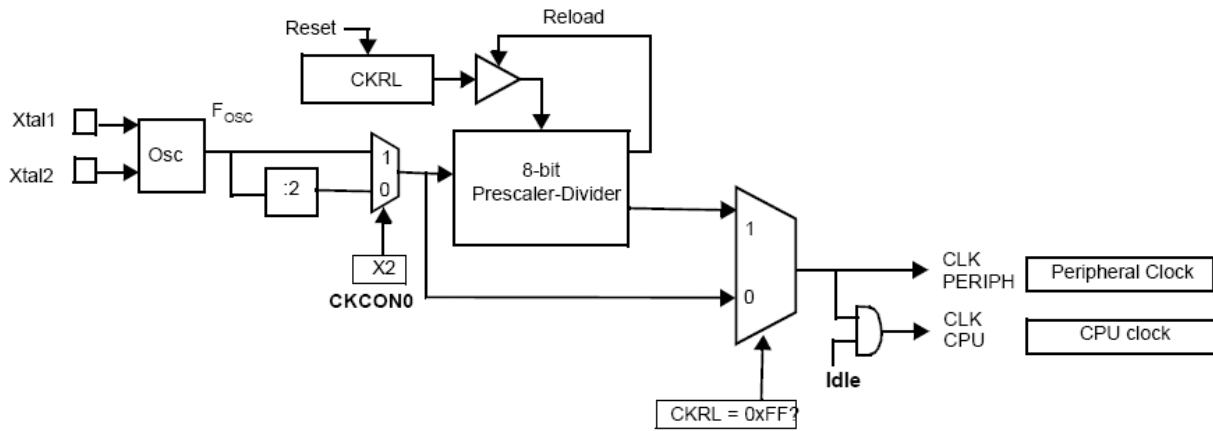 Reload
Reset
CKRL
Xtal1
Xtal2
Osc
FOSC
:2
1
0
X2
CKCON0
8-bit
Prescaler-Divider
1
0
CKRL = 0xFF?
CLK
PERIPH
Peripheral Clock
CLK
CPU
CPU clock
Idle